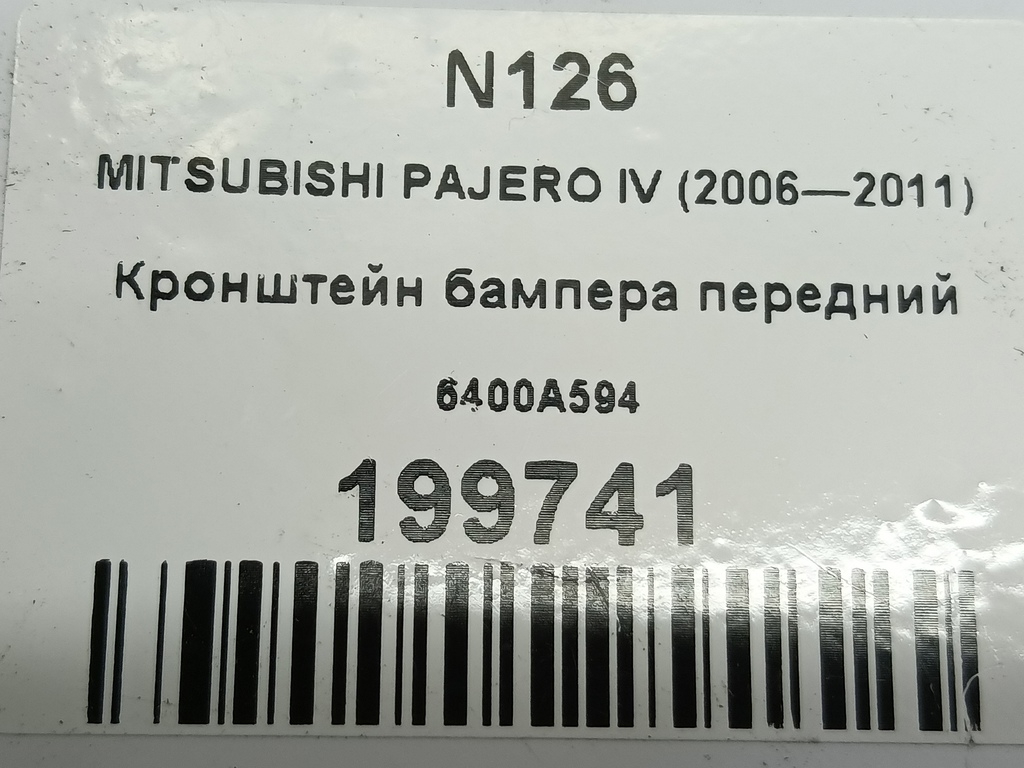 N126
MITSUBISHI PAJERO IV (2006—2011)
Кронштейн бампера передний
6400A594
199741